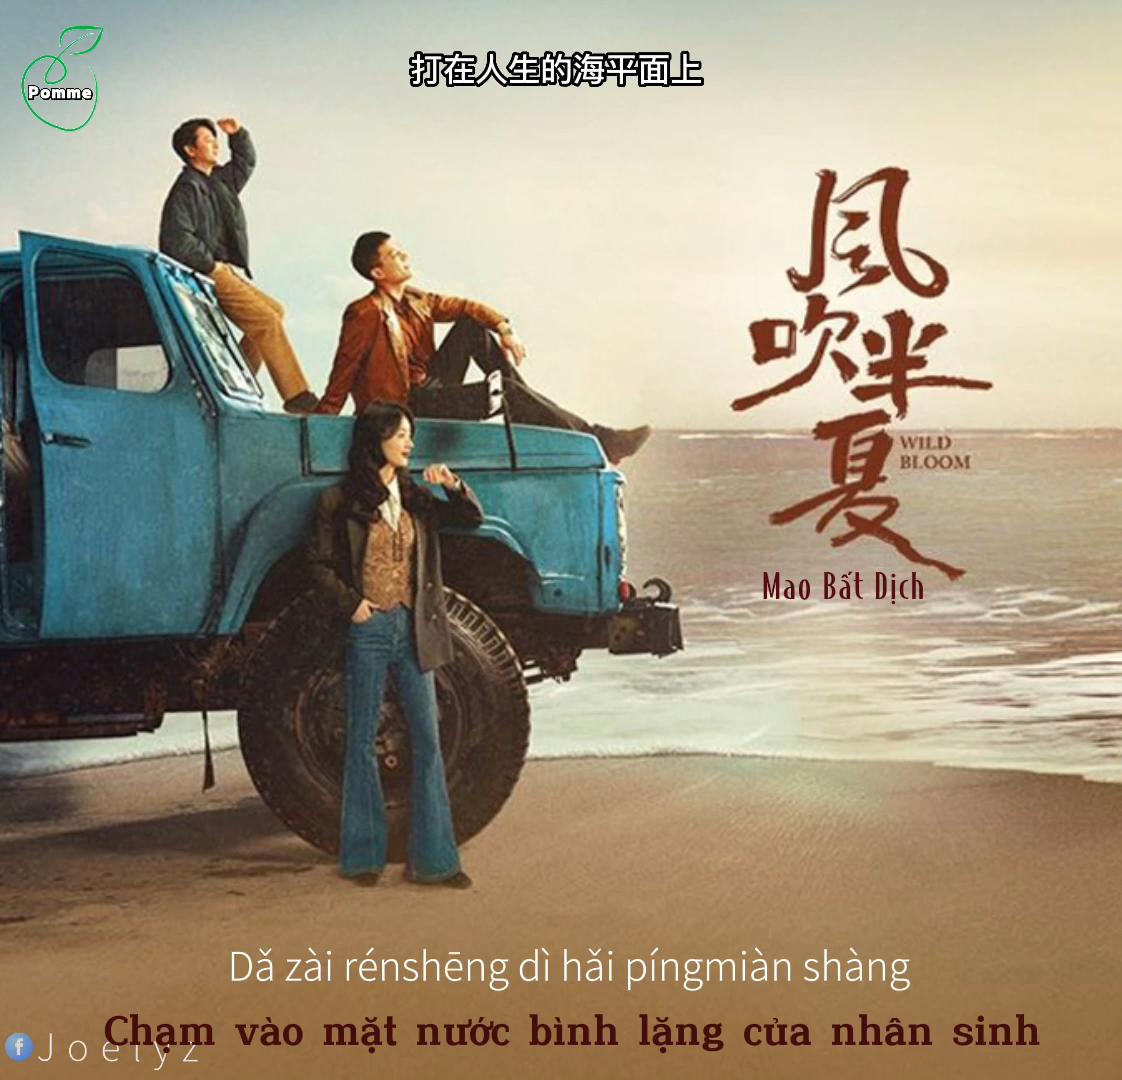 Pomme
打在人生的海平面上
风
吹半
夏
WILD
BLOOM
Mao Bất Dịch
Dǎ zài rénshēng dì hǎi píngmiàn shàng
Chạm vào mặt nước bình lặng của nhân sinh
Joelyz